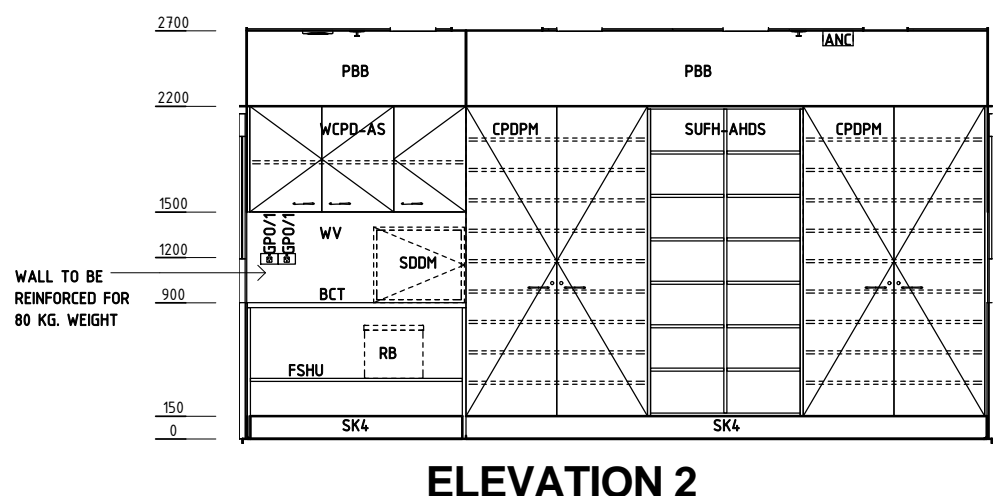 2700
ANC
PBB
PBB
2200
WCPD-AS
CPDPM
SUFH-AHDS
CPDPM
1500
GPO/1
GPO/1
WV
1200
SDDM
WALL TO BE
REINFORCED FOR
80 KG. WEIGHT
900
BCT
RB
FSHU
150
SK4
SK4
0
ELEVATION 2